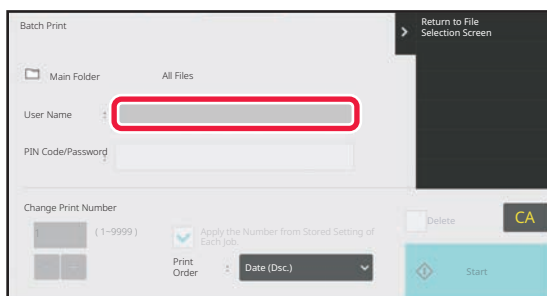 Batch Print
Return to File
Selection Screen
Main Folder
All Files
User Name :
PIN Code/Password :
Change Print Number
1
(1~9999)
Apply the Number from Stored Setting of
Each Job.
Print
Order : Date (Dsc.)
Delete
CA
Start